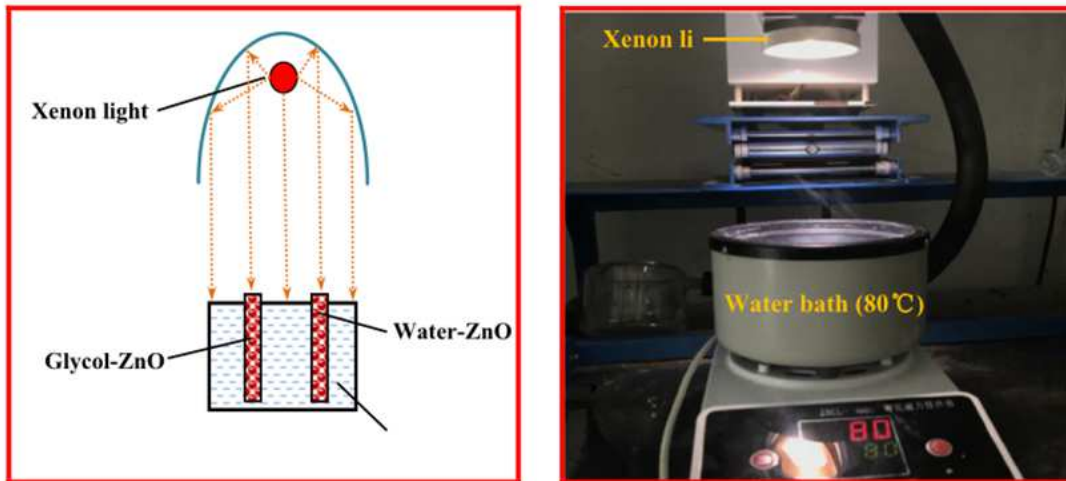 Xenon light
Glycol-ZnO
Water-ZnO
Xenon li
Water bath (80℃)
80
80